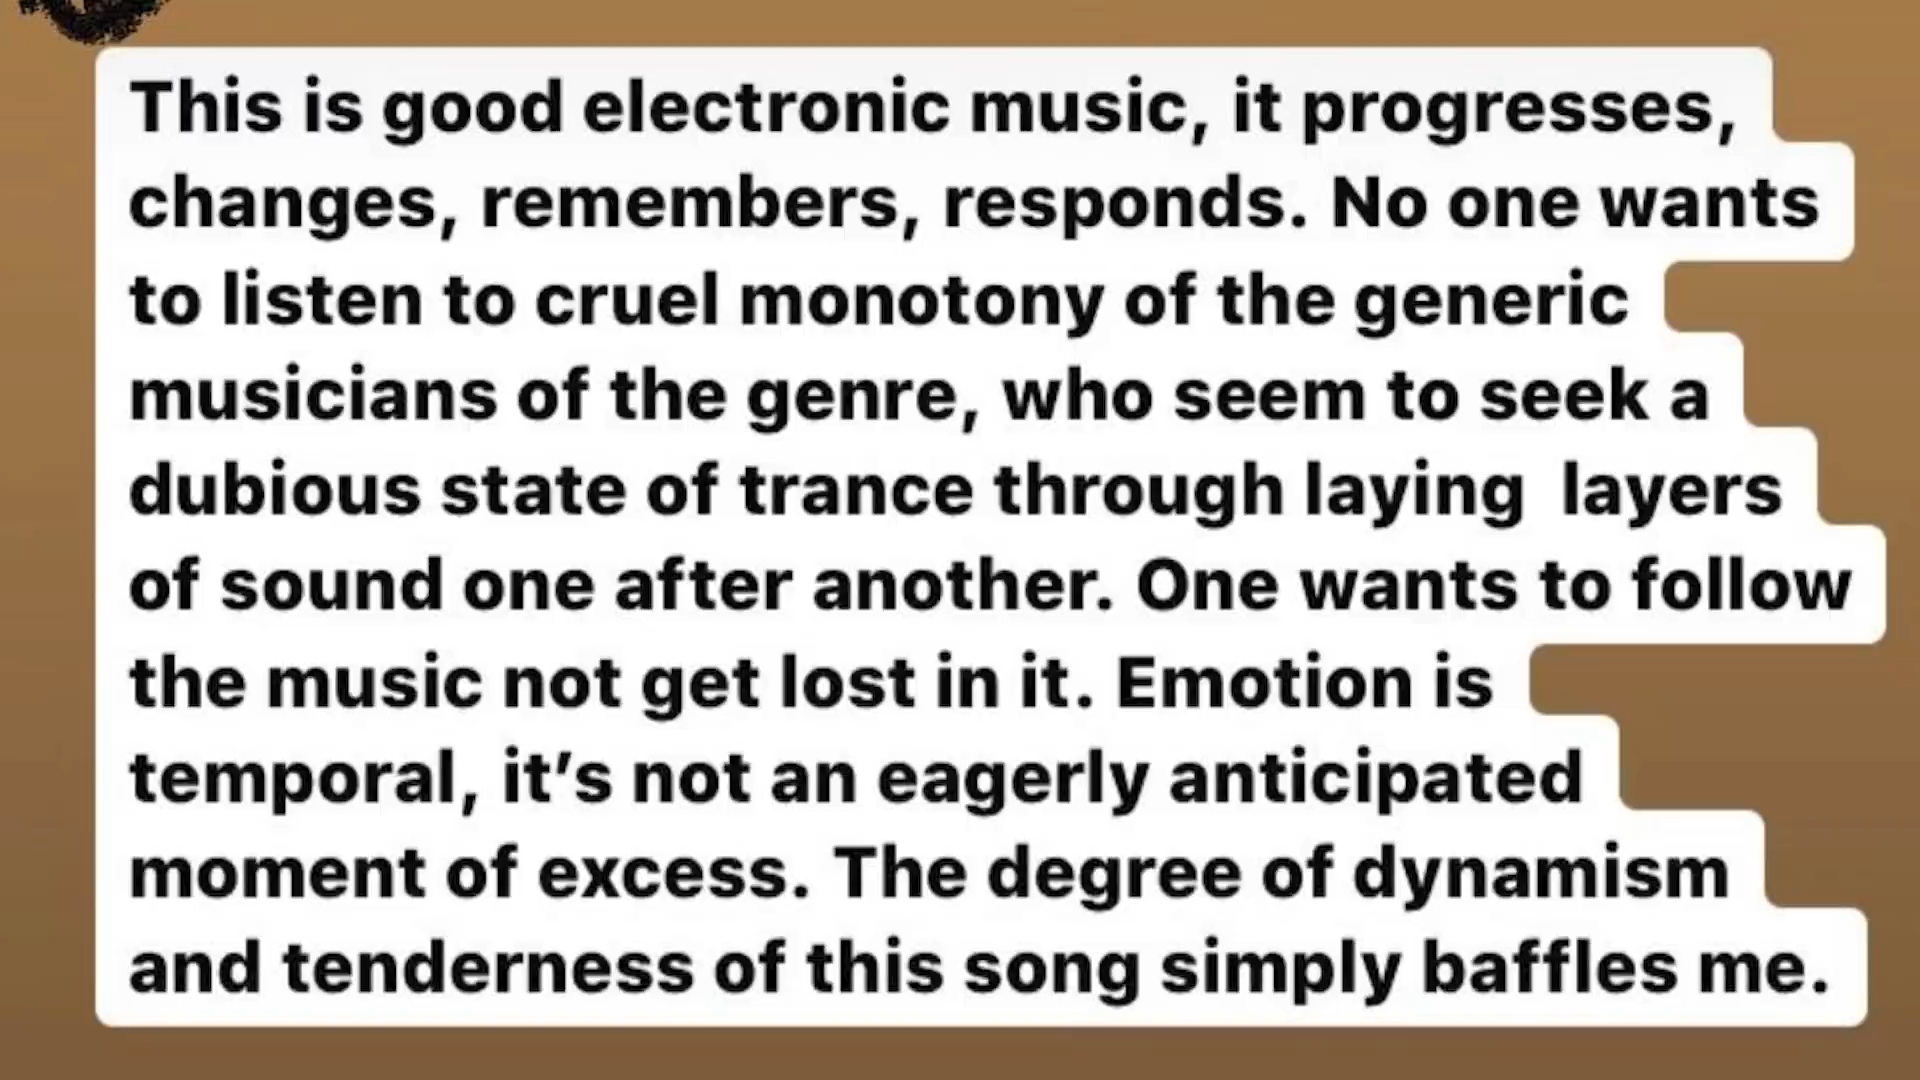 This is good electronic music, it progresses,
changes, remembers, responds. No one wants
to listen to cruel monotony of the generic
musicians of the genre, who seem to seek a
dubious state of trance through laying  layers
of sound one after another. One wants to follow
the music not get lost in it. Emotion is
temporal, it’s not an eagerly anticipated
moment of excess. The degree of dynamism
and tenderness of this song simply baffles me.